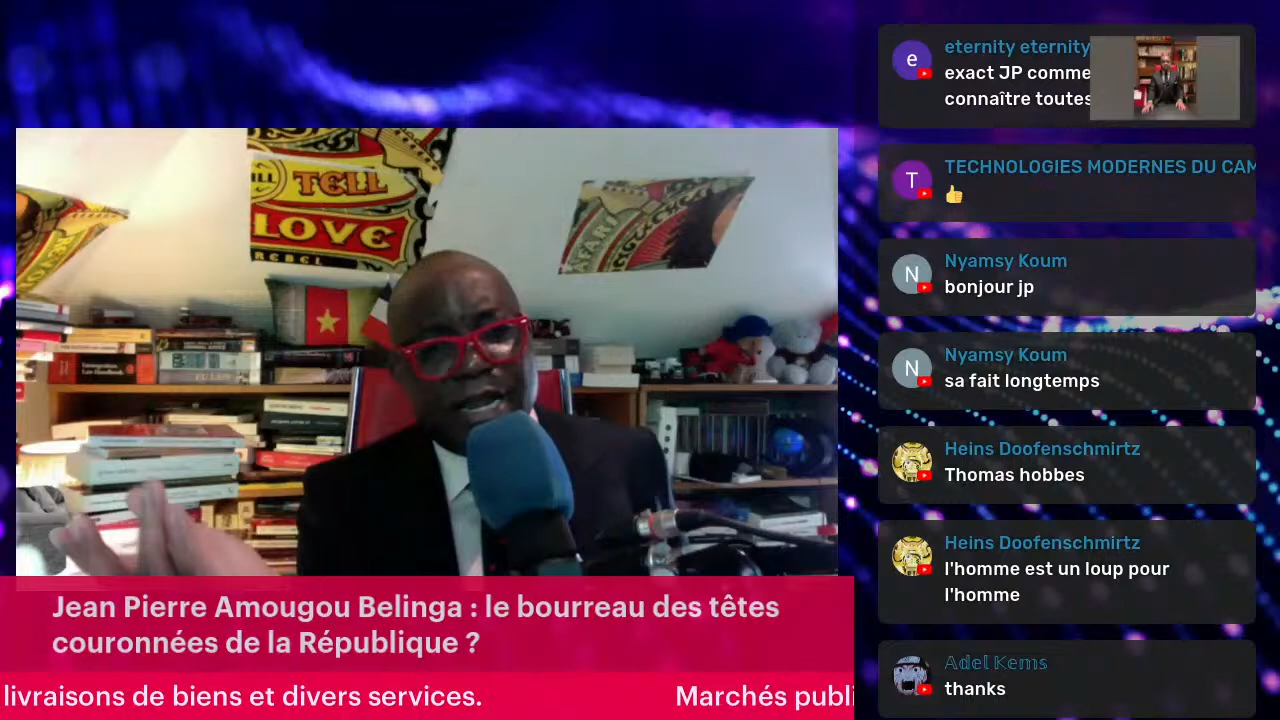 TELL
LOVE
REBEL
Jean Pierre Amougou Belinga : le bourreau des têtes
couronnées de la République ?
livraisons de biens et divers services.
Marchés publi
e
eternity eternity
exact JP comme
connaître toutes
T
TECHNOLOGIES MODERNES DU CAM
👍
N
Nyamsy Koum
bonjour jp
N
Nyamsy Koum
sa fait longtemps
Heins Doofenschmirtz
Thomas hobbes
Heins Doofenschmirtz
l'homme est un loup pour
l'homme
Adel Kems
thanks